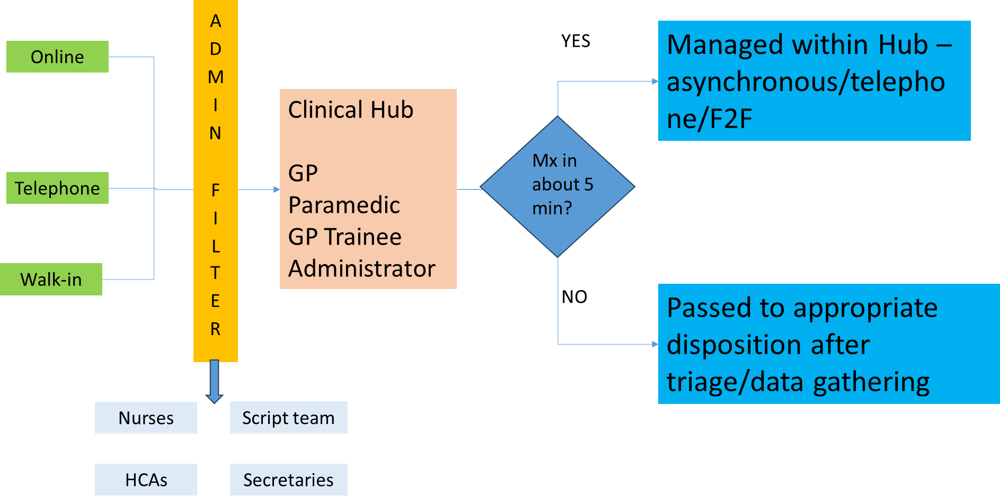 Online
Telephone
Walk-in
A
D
M
I
N
F
I
L
T
E
R
Clinical Hub
GP
Paramedic
GP Trainee
Administrator
Mx in
about 5
min?
YES
Managed within Hub –
asynchronous/telepho
ne/F2F
NO
Passed to appropriate
disposition after
triage/data gathering
Nurses
Script team
HCAs
Secretaries